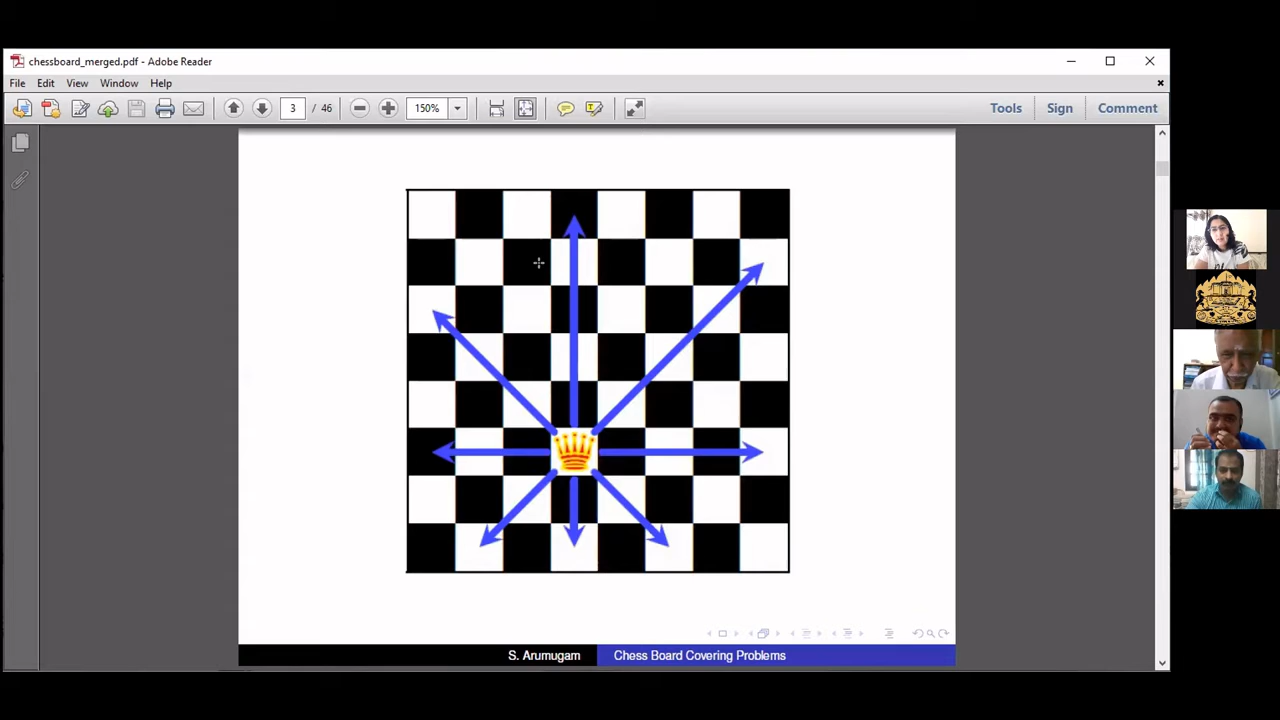 chessboard_merged.pdf - Adobe Reader
File Edit View Window Help
3 / 46 150% Tools Sign Comment
S. Arumugam Chess Board Covering Problems